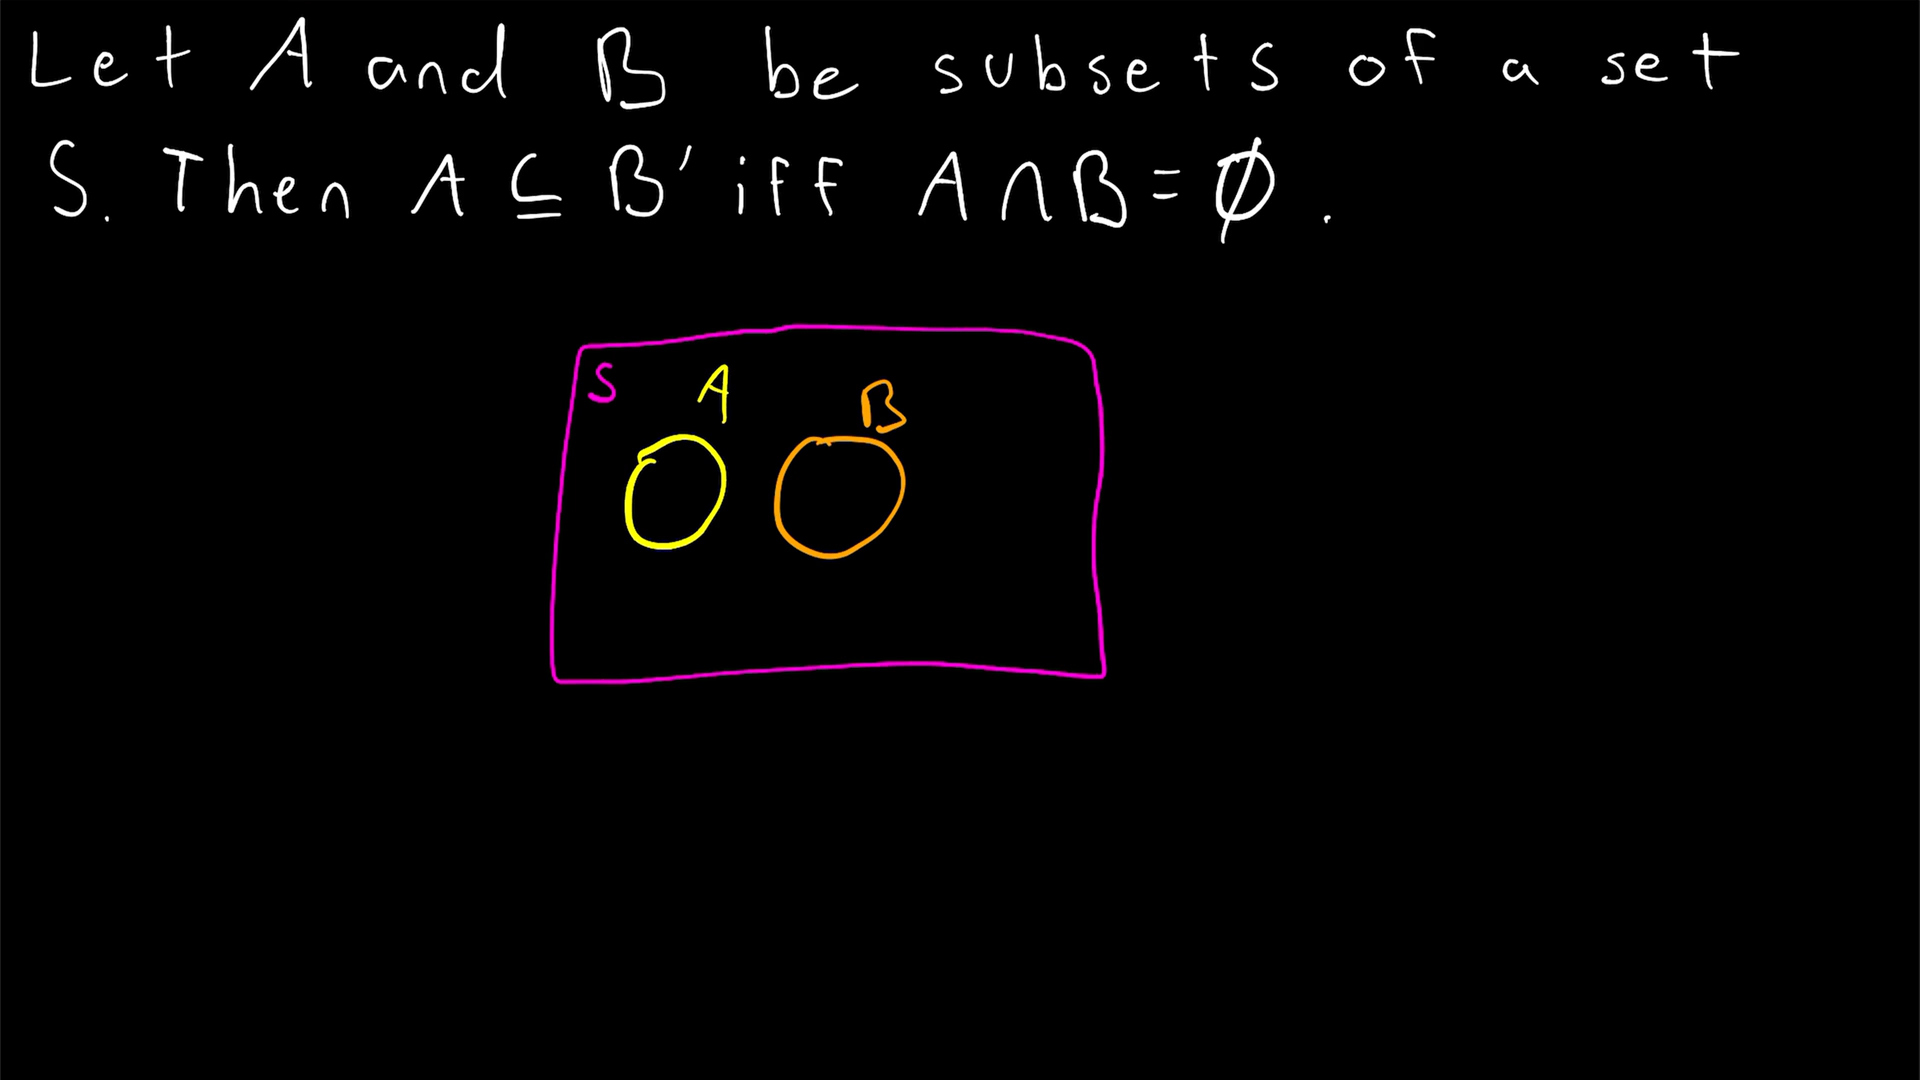 Let A and B be subsets of a set
S. Then A ⊆ B' iff A∩B = ∅.
S A B